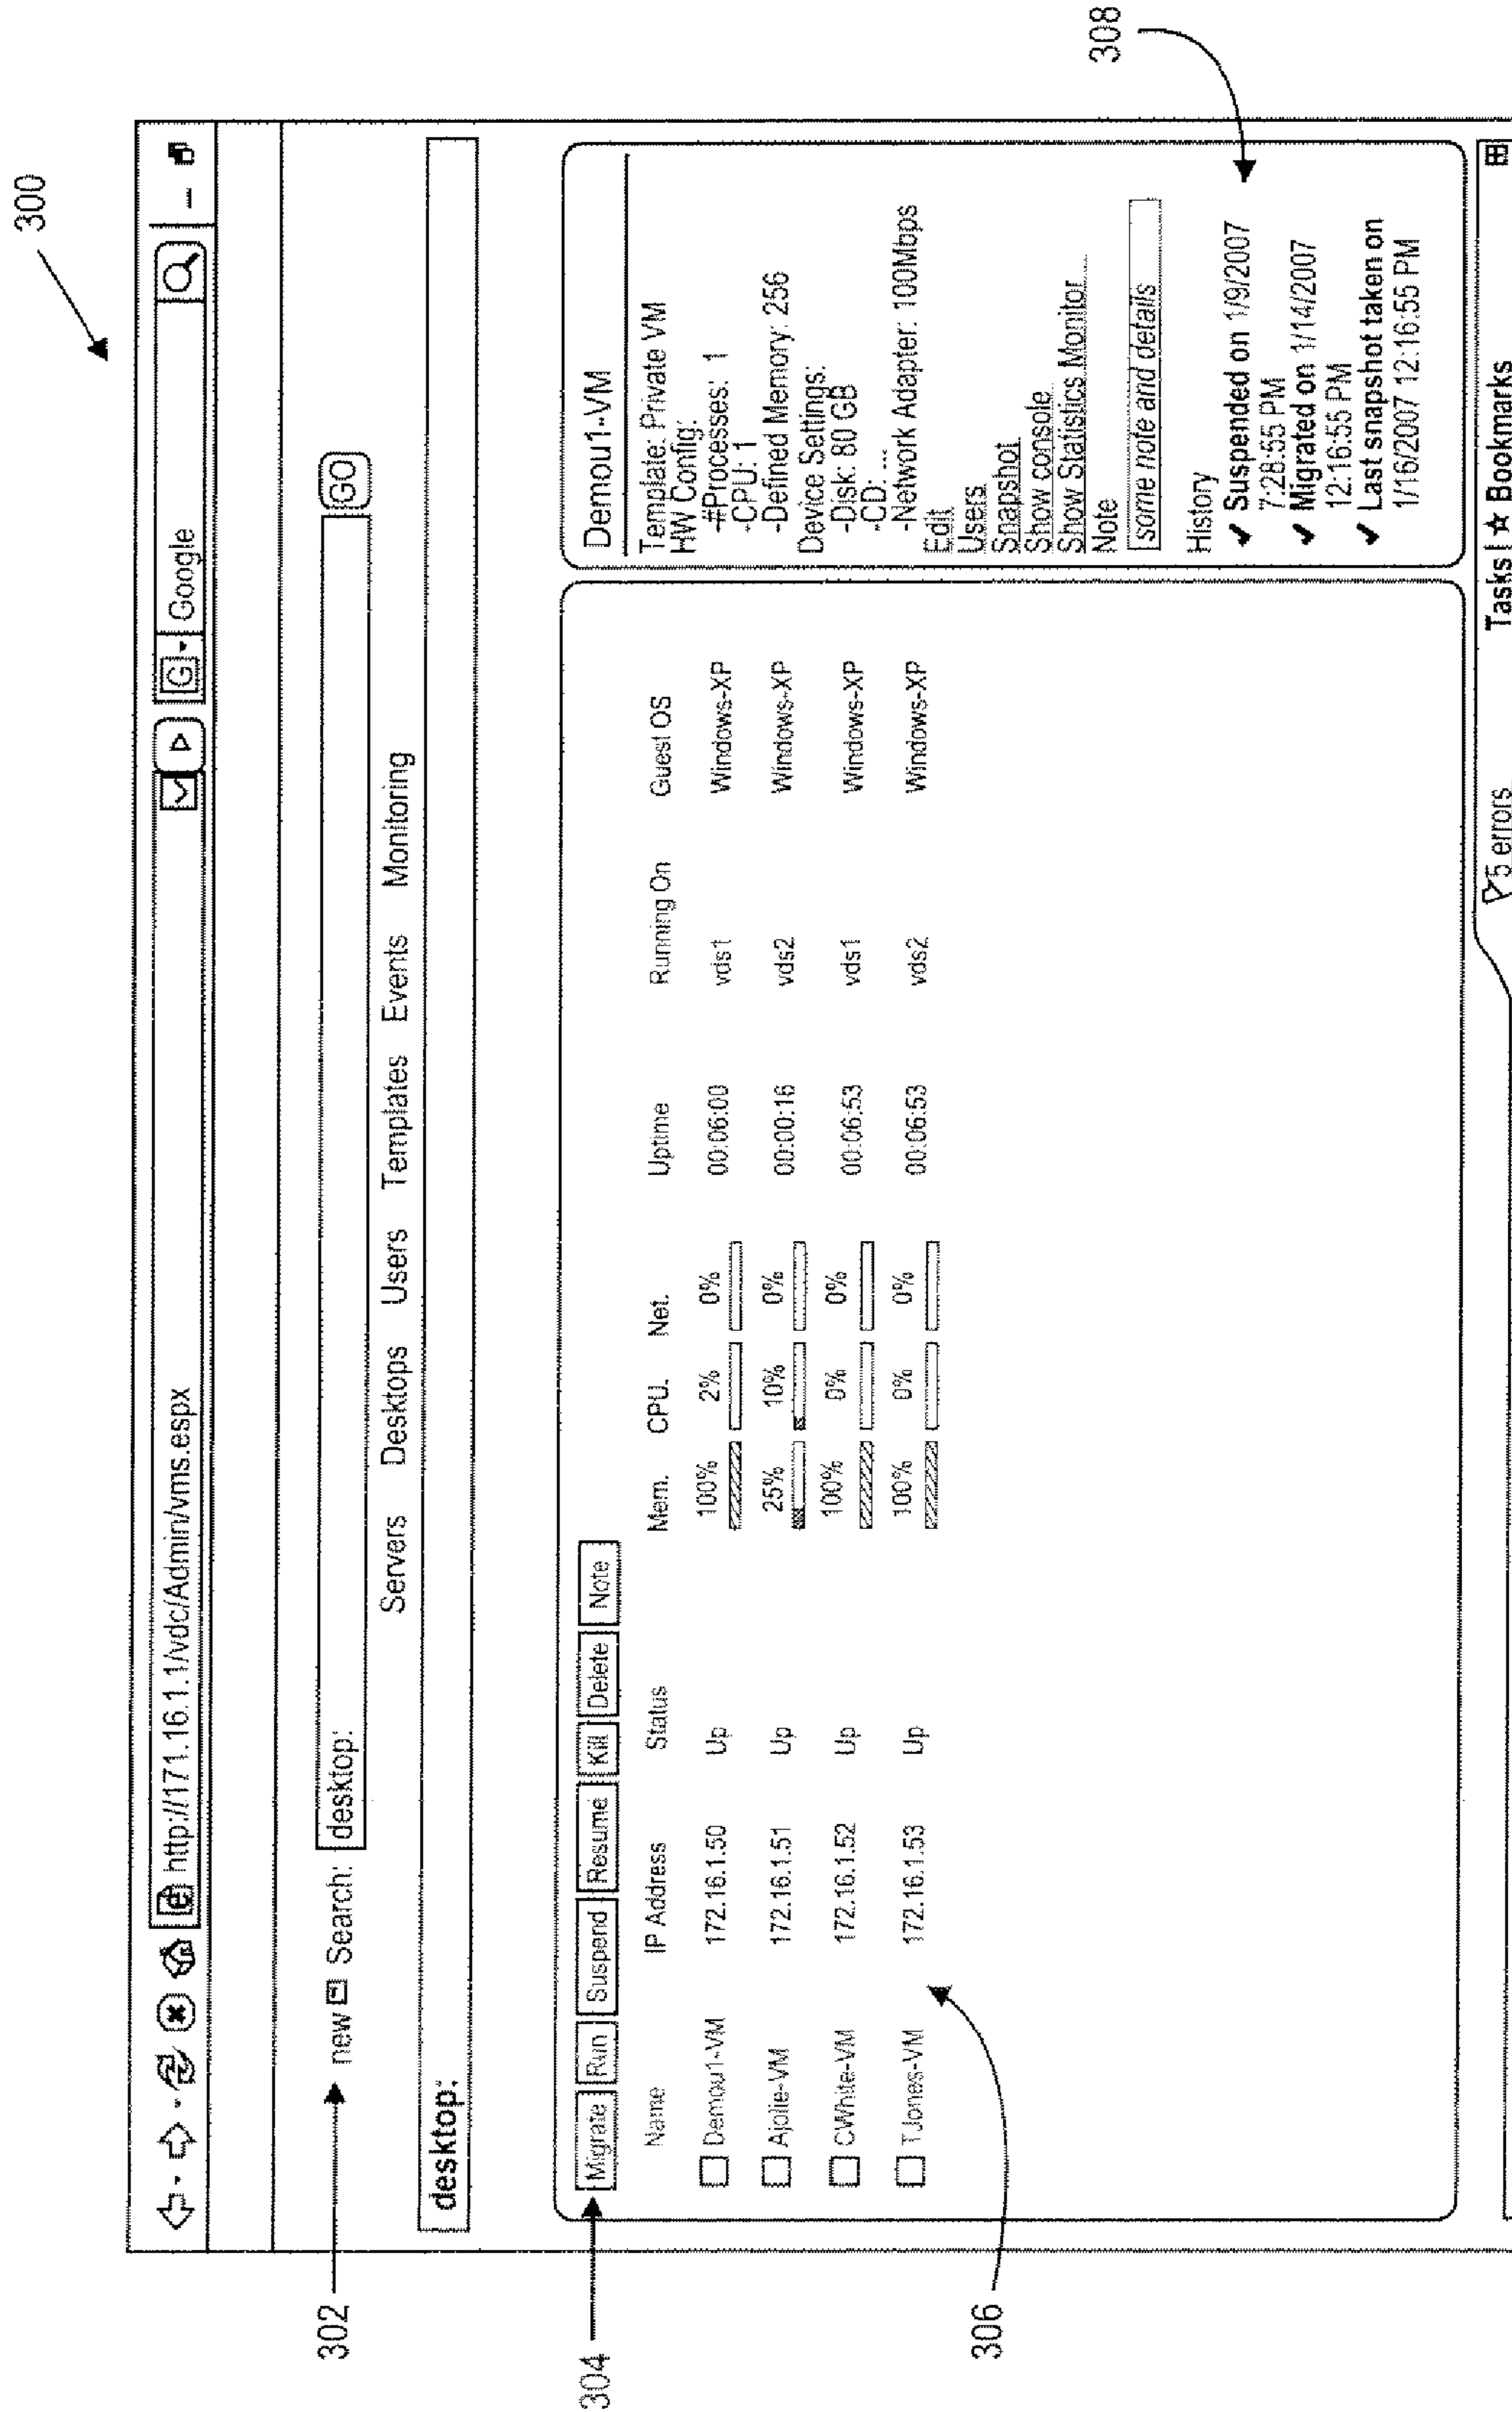 300
http://171.16.1.1/vdc/Admin/vms.espx G Google
302
new Search: desktop: GO
Servers Desktops Users Templates Events Monitoring
desktop:
304
Migrate Run Suspend Resume Kill Delete Note
Name IP Address Status Mem. CPU. Net. Uptime Running On Guest OS
Demou1-VM 172.16.1.50 Up 100% 2% 0% 00:06:00 vds1 Windows-XP
Ajolie-VM 172.16.1.51 Up 25% 10% 0% 00:00:16 vds2 Windows-XP
CWhite-VM 172.16.1.52 Up 100% 0% 0% 00:06:53 vds1 Windows-XP
TJones-VM 172.16.1.53 Up 100% 0% 0% 00:06:53 vds2 Windows-XP
306
Demou1-VM
Template: Private VM
HW Config:
-#Processes: 1
-CPU: 1
-Defined Memory: 256
Device Settings:
-Disk: 80 GB
-CD: ...
-Network Adapter: 100Mbps
Edit
Users
Snapshot
Show console
Show Statistics Monitor
Note
some note and details
History
✔ Suspended on 1/9/2007
7:28:55 PM
✔ Migrated on 1/14/2007
12:16:55 PM
✔ Last snapshot taken on
1/16/2007 12:16:55 PM
308
5 errors Tasks | ☆ Bookmarks